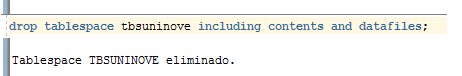 drop tablespace tbsuninove including contents and datafiles;
Tablespace TBSUNINOVE eliminado.